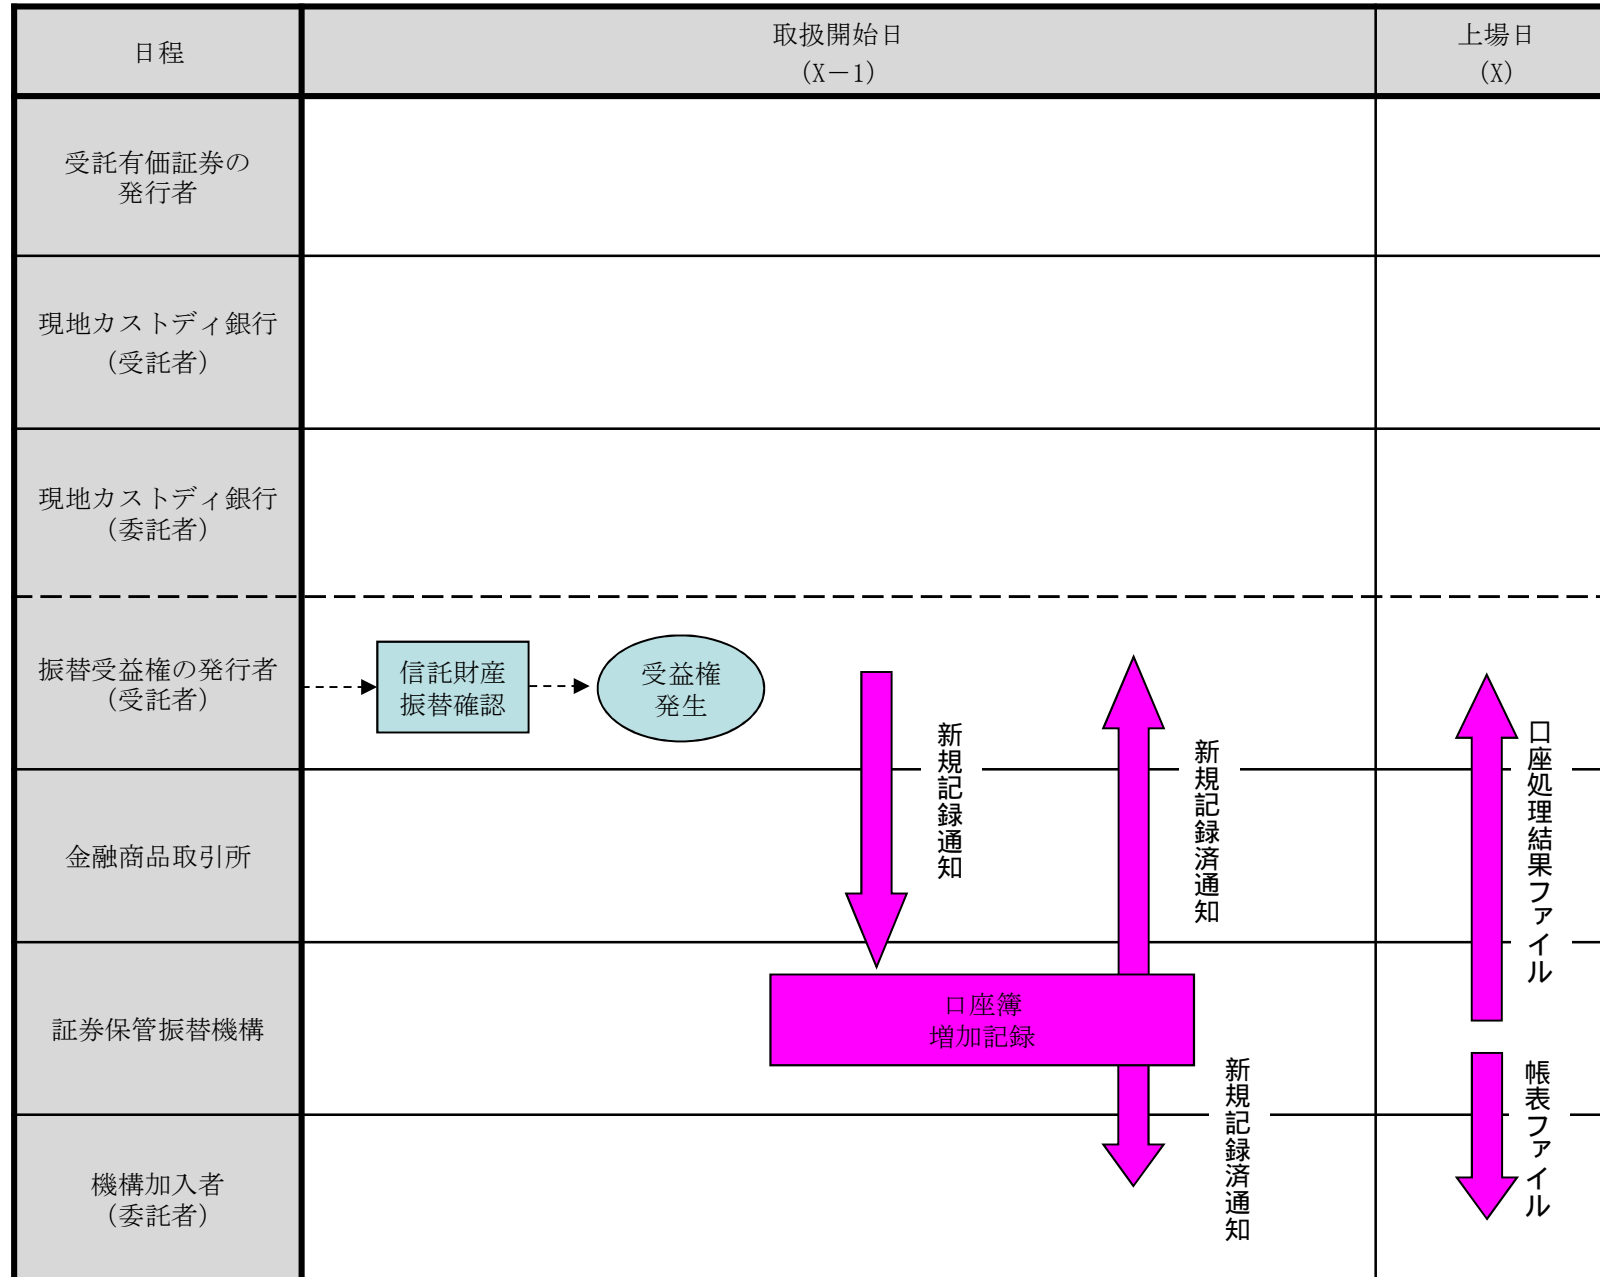 日程
取扱開始日
(X−1)
上場日
(X)
受託有価証券の
発行者
現地カストディ銀行
(受託者)
現地カストディ銀行
(委託者)
振替受益権の発行者
(受託者)
信託財産
振替確認
受益権
発生
新規記録通知
新規記録済通知
口座処理結果ファイル
金融商品取引所
証券保管振替機構
口座簿
増加記録
新規記録済通知
帳表ファイル
機構加入者
(委託者)